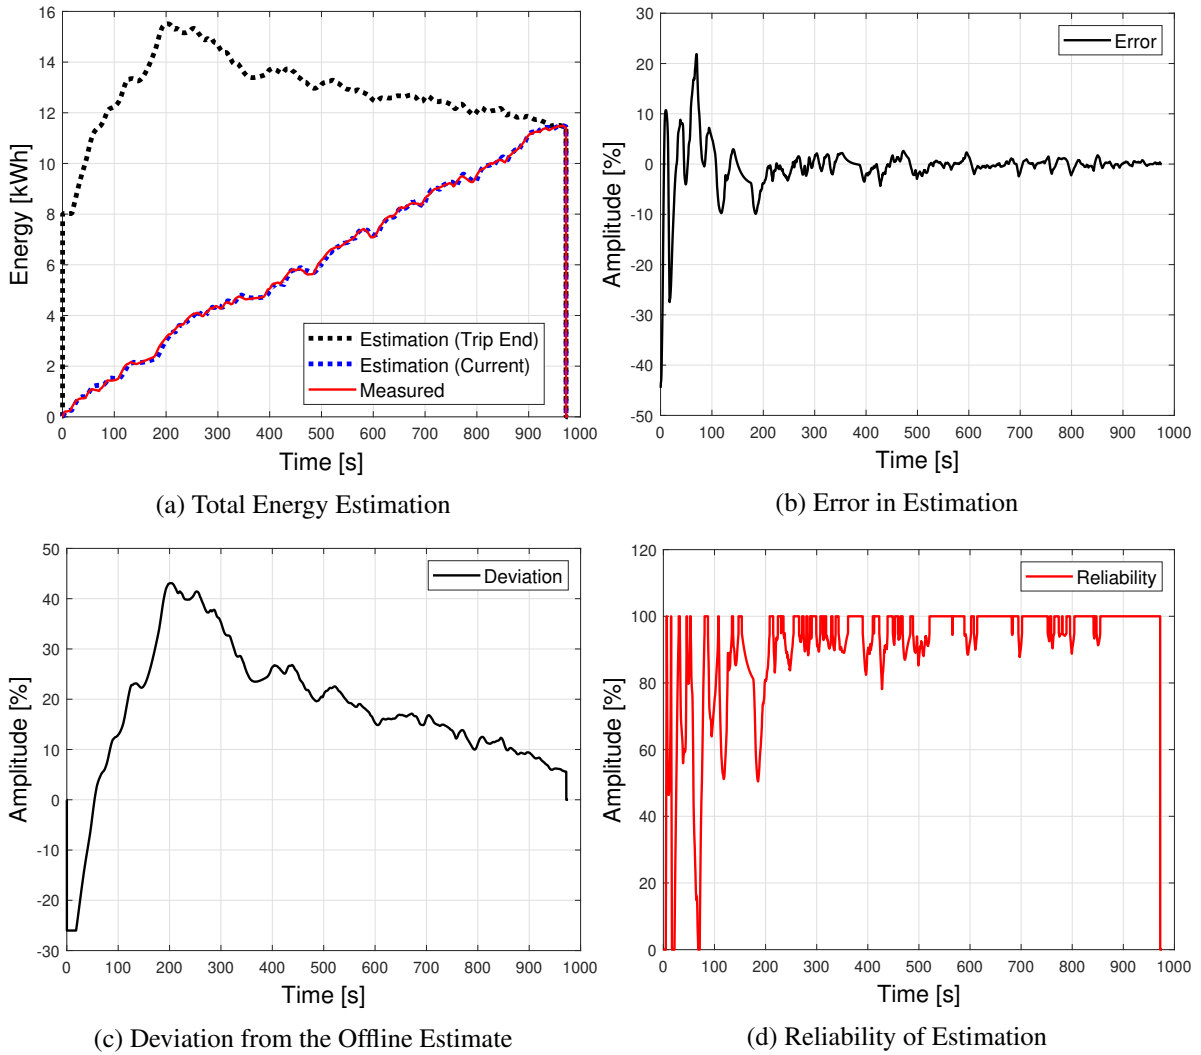 16
14
12
10
8
6
4
2
0
Energy [kWh]
Estimation (Trip End)
Estimation (Current)
Measured
0 100 200 300 400 500 600 700 800 900 1000
Time [s]
(a) Total Energy Estimation
30
20
10
0
-10
-20
-30
-40
-50
Amplitude [%]
Error
0 100 200 300 400 500 600 700 800 900 1000
Time [s]
(b) Error in Estimation
50
40
30
20
10
0
-10
-20
-30
Amplitude [%]
Deviation
0 100 200 300 400 500 600 700 800 900 1000
Time [s]
(c) Deviation from the Offline Estimate
120
100
80
60
40
20
0
Amplitude [%]
Reliability
0 100 200 300 400 500 600 700 800 900 1000
Time [s]
(d) Reliability of Estimation